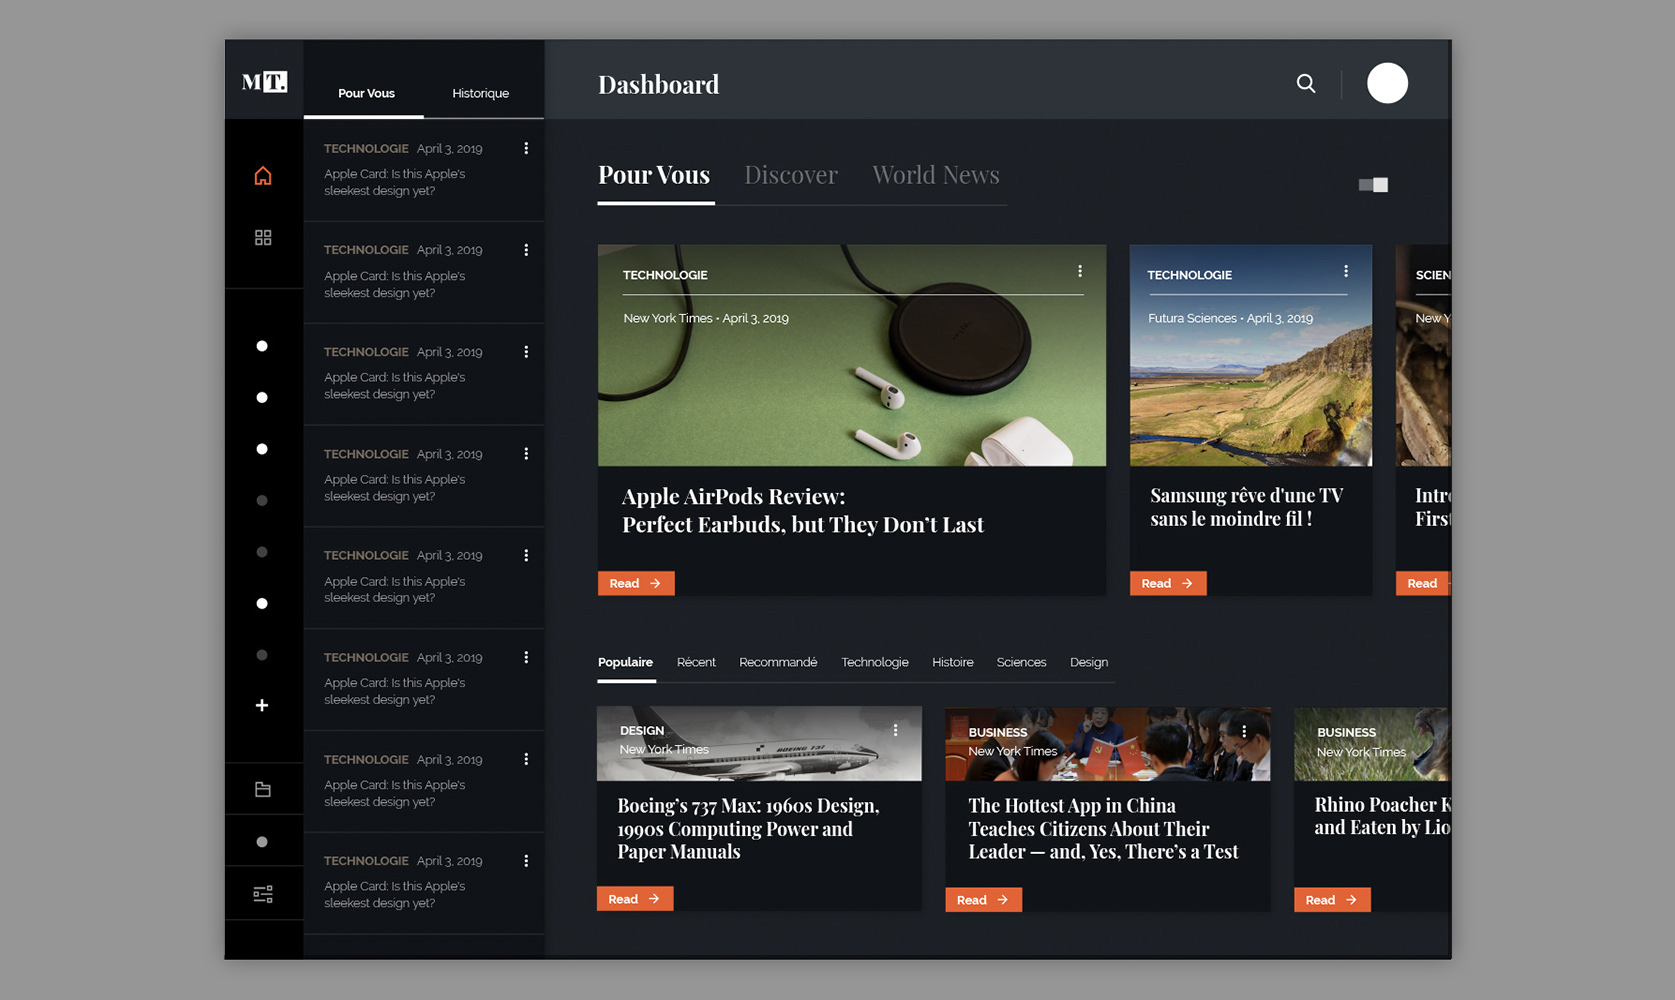 MT.
Pour Vous
Historique
TECHNOLOGIE April 3, 2019
Apple Card: Is this Apple's
sleekest design yet?
TECHNOLOGIE April 3, 2019
Apple Card: Is this Apple's
sleekest design yet?
TECHNOLOGIE April 3, 2019
Apple Card: Is this Apple's
sleekest design yet?
TECHNOLOGIE April 3, 2019
Apple Card: Is this Apple's
sleekest design yet?
TECHNOLOGIE April 3, 2019
Apple Card: Is this Apple's
sleekest design yet?
TECHNOLOGIE April 3, 2019
Apple Card: Is this Apple's
sleekest design yet?
TECHNOLOGIE April 3, 2019
Apple Card: Is this Apple's
sleekest design yet?
TECHNOLOGIE April 3, 2019
Apple Card: Is this Apple's
sleekest design yet?
Dashboard
Pour Vous Discover World News
TECHNOLOGIE
New York Times • April 3, 2019
Apple AirPods Review:
Perfect Earbuds, but They Don’t Last
Read →
TECHNOLOGIE
Futura Sciences • April 3, 2019
Samsung rêve d'une TV
sans le moindre fil !
Read →
SCIEN
New Y
Intro
First
Read
Populaire Récent Recommandé Technologie Histoire Sciences Design
DESIGN
New York Times
BOEING 737
Boeing’s 737 Max: 1960s Design,
1990s Computing Power and
Paper Manuals
Read →
BUSINESS
New York Times
The Hottest App in China
Teaches Citizens About Their
Leader — and, Yes, There’s a Test
Read →
BUSINESS
New York Times
Rhino Poacher K
and Eaten by Lio
Read →